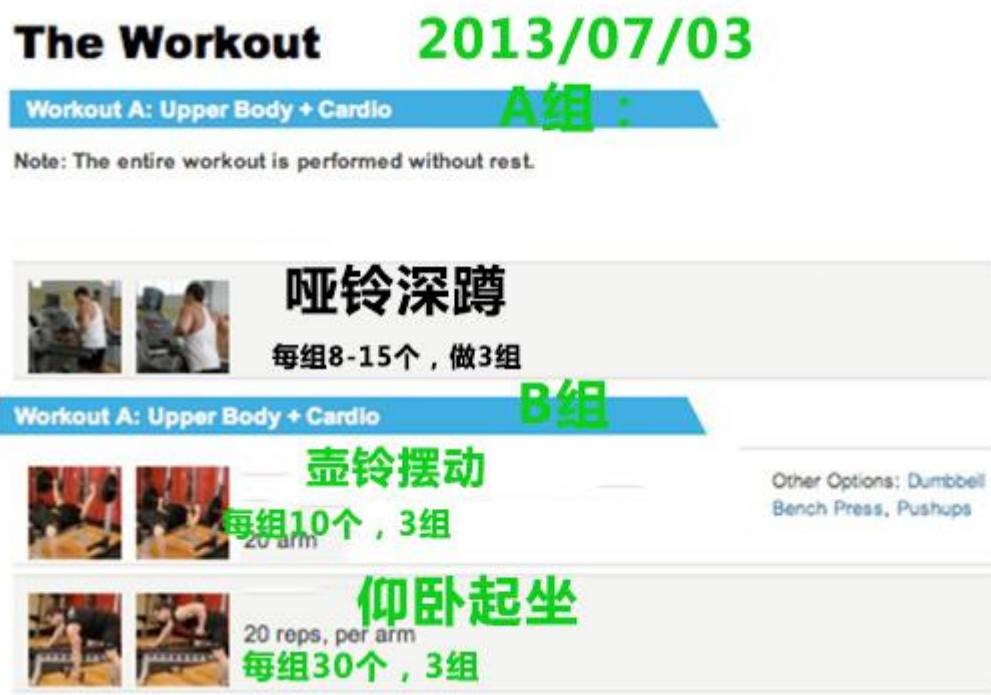 The Workout 2013/07/03
Workout A: Upper Body + Cardio A组：
Note: The entire workout is performed without rest.
哑铃深蹲
每组8-15个，做3组
B组
Workout A: Upper Body + Cardio
壶铃摆动
Other Options: Dumbbell
Bench Press, Pushups
每组10个，3组
20 arm
仰卧起坐
20 reps, per arm
每组30个，3组